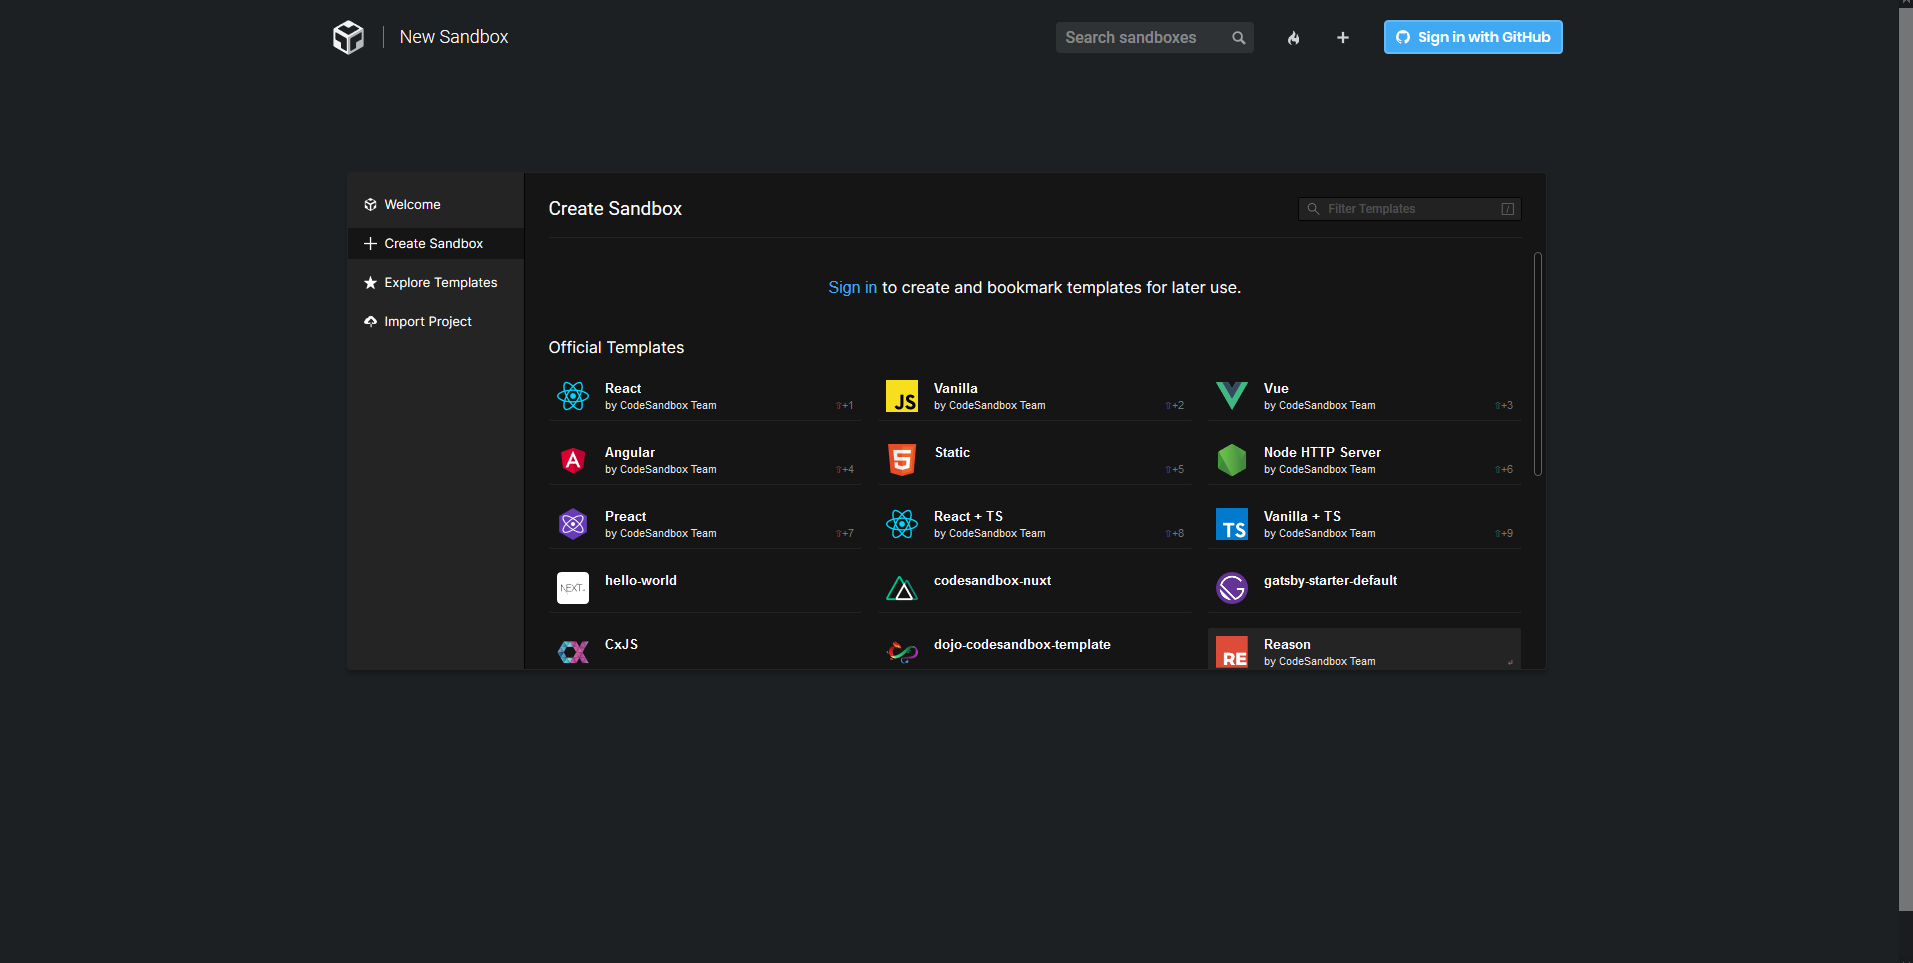 New Sandbox
Search sandboxes
Sign in with GitHub
Welcome
Create Sandbox
Explore Templates
Import Project
Create Sandbox
Filter Templates
/
Sign in to create and bookmark templates for later use.
Official Templates
React
by CodeSandbox Team
⇧+1
JS
Vanilla
by CodeSandbox Team
⇧+2
Vue
by CodeSandbox Team
⇧+3
A
Angular
by CodeSandbox Team
⇧+4
5
Static
⇧+5
Node HTTP Server
by CodeSandbox Team
⇧+6
Preact
by CodeSandbox Team
⇧+7
React + TS
by CodeSandbox Team
⇧+8
TS
Vanilla + TS
by CodeSandbox Team
⇧+9
NEXT
hello-world
codesandbox-nuxt
G
gatsby-starter-default
CX
CxJS
dojo-codesandbox-template
RE
Reason
by CodeSandbox Team